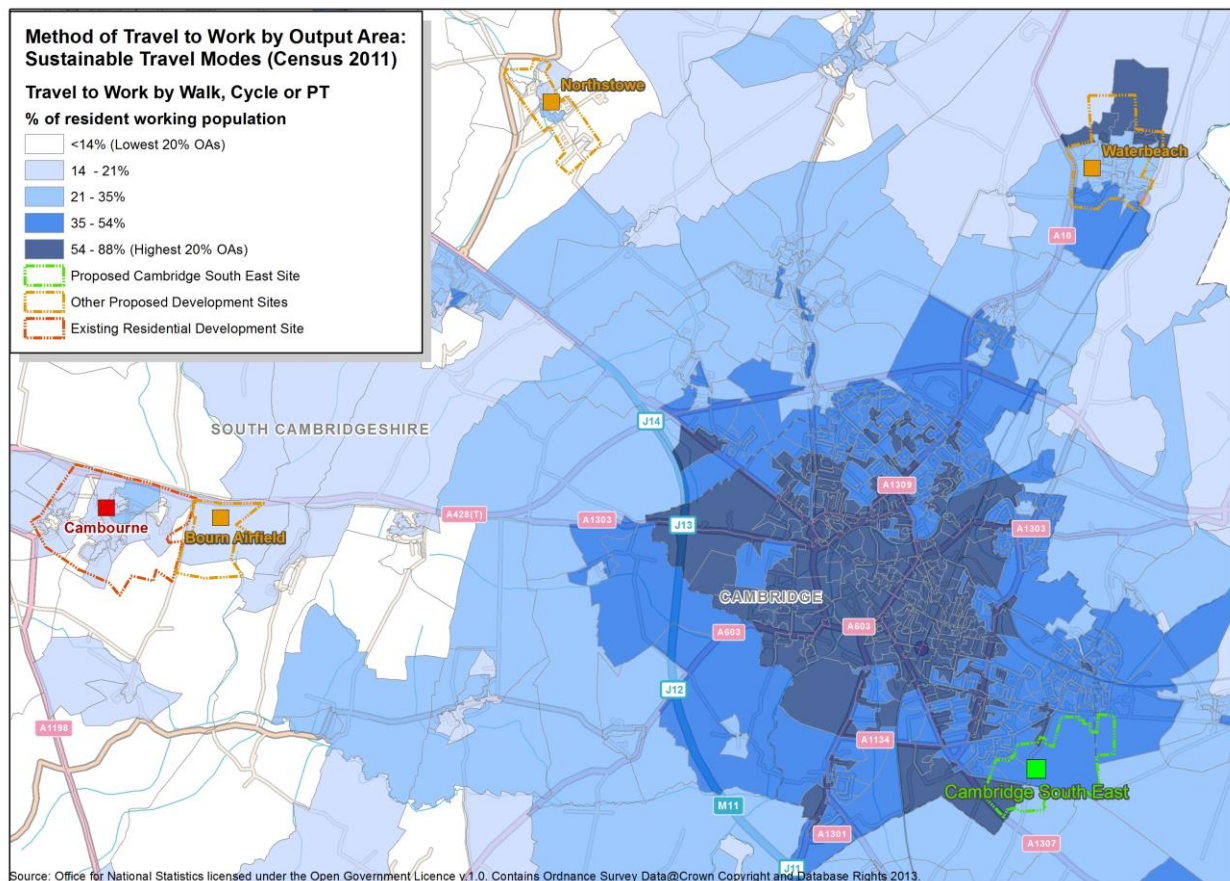 Method of Travel to Work by Output Area:
Sustainable Travel Modes (Census 2011)
Travel to Work by Walk, Cycle or PT
% of resident working population
<14% (Lowest 20% OAs)
14 - 21%
21 - 35%
35 - 54%
54 - 88% (Highest 20% OAs)
Proposed Cambridge South East Site
Other Proposed Development Sites
Existing Residential Development Site
Northstowe
Waterbeach
A10
SOUTH CAMBRIDGESHIRE
J14
A1309
Cambourne
Bourn Airfield
A428(T)
A1303
J13
A1303
CAMBRIDGE
A603
A603
J12
A1198
A1134
Cambridge South East
M11
A1301
A1307
J11
Source: Office for National Statistics licensed under the Open Government Licence v.1.0. Contains Ordnance Survey Data@Crown Copyright and Database Rights 2013.